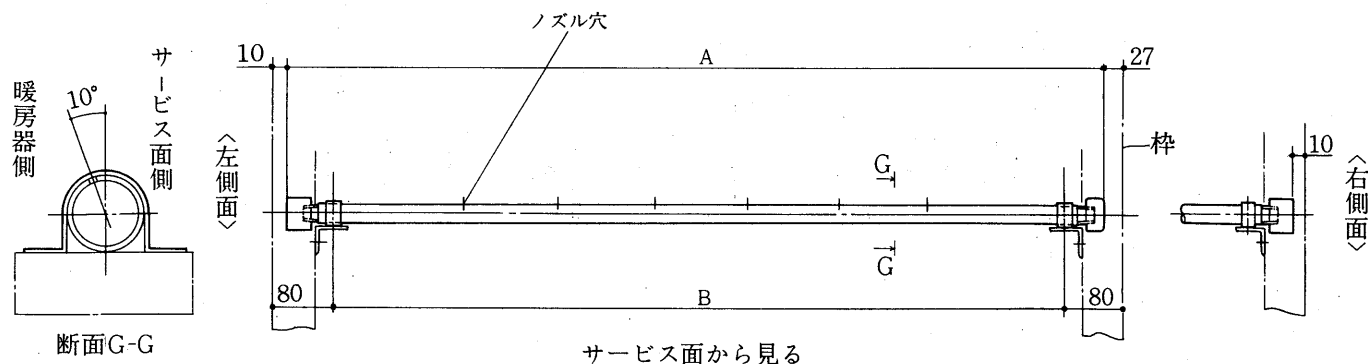 ノズル穴
10
A
27
サービス面側
10°
暖房器側
〈左側面〉
G
枠
10
〈右側面〉
G
80
B
80
断面G-G
サービス面から見る